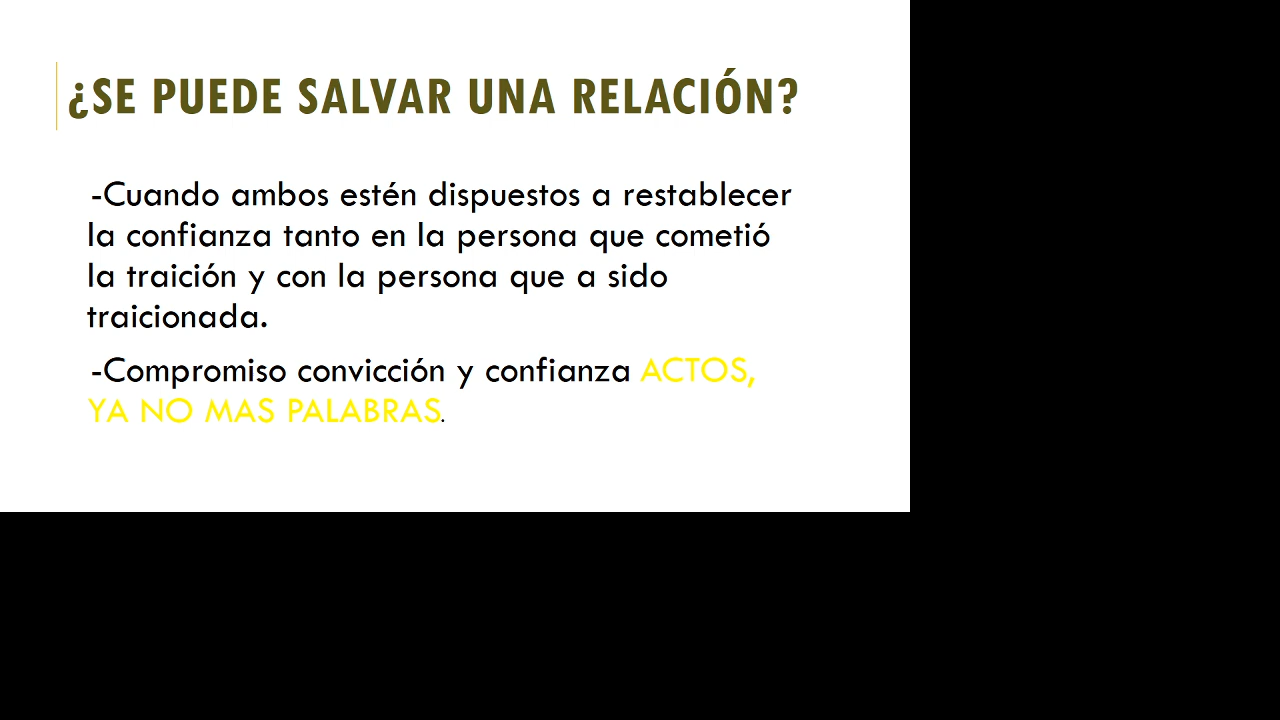 ¿SE PUEDE SALVAR UNA RELACIÓN?
-Cuando ambos estén dispuestos a restablecer
la confianza tanto en la persona que cometió
la traición y con la persona que a sido
traicionada.
-Compromiso convicción y confianza ACTOS,
YA NO MAS PALABRAS.